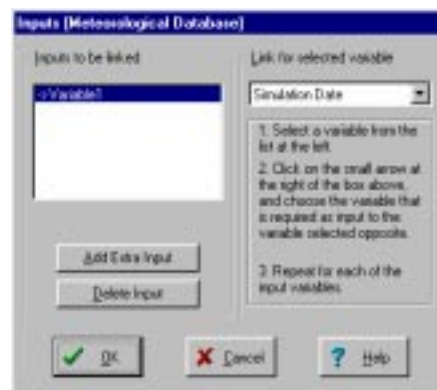 Inputs [Meteorological Database]
Inputs to be linked
->Variable1
Add Extra Input
Delete Input
Link for selected variable
Simulation Date
1. Select a variable from the
list at the left.
2. Click on the small arrow at
the right of the box above,
and choose the variable that
is required as input to the
variable selected opposite.
3. Repeat for each of the
input variables.
OK
Cancel
Help